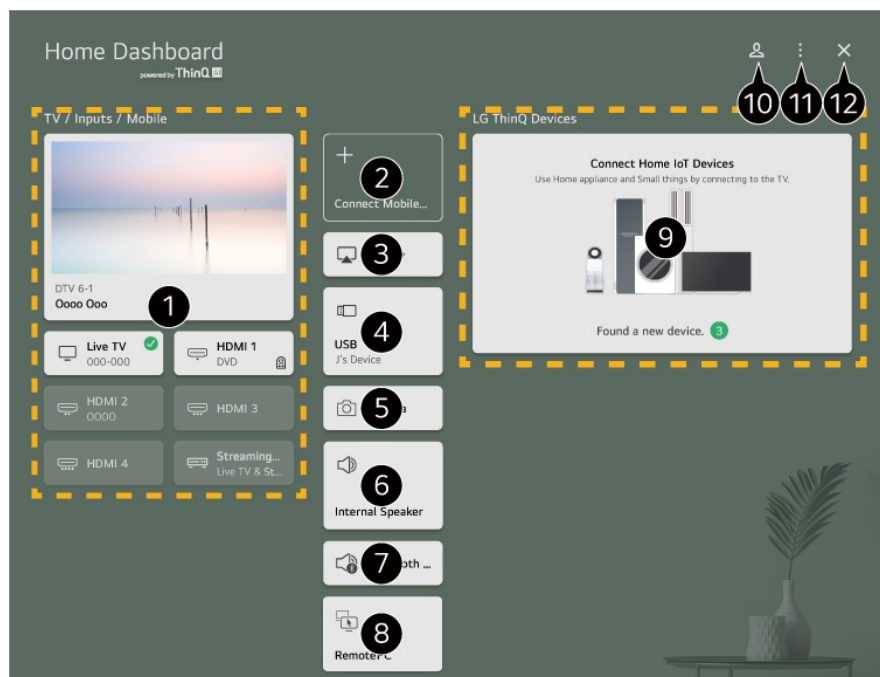 Home Dashboard
powered by ThinQ AI
10
11
12
TV / Inputs / Mobile
DTV 6-1
Oooo Ooo
1
Live TV
000-000
HDMI 1
DVD
HDMI 2
OOOO
HDMI 3
HDMI 4
Streaming...
Live TV & St...
2
Connect Mobile...
3
4
USB
J's Device
5
6
Internal Speaker
7
oth ...
8
RemotePC
LG ThinQ Devices
Connect Home IoT Devices
Use Home appliance and Small things by connecting to the TV.
9
Found a new device. 3